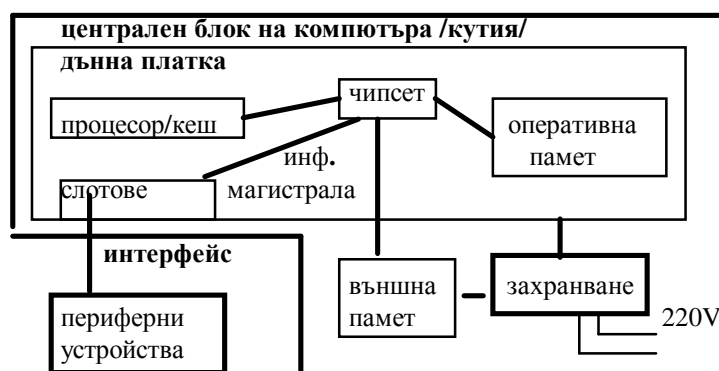 централен блок на компютъра /кутия/
дънна платка
чипсет
процесор/кеш
оперативна
памет
инф.
слотове
магистрала
интерфейс
външна
памет
захранване
220V
периферни
устройства